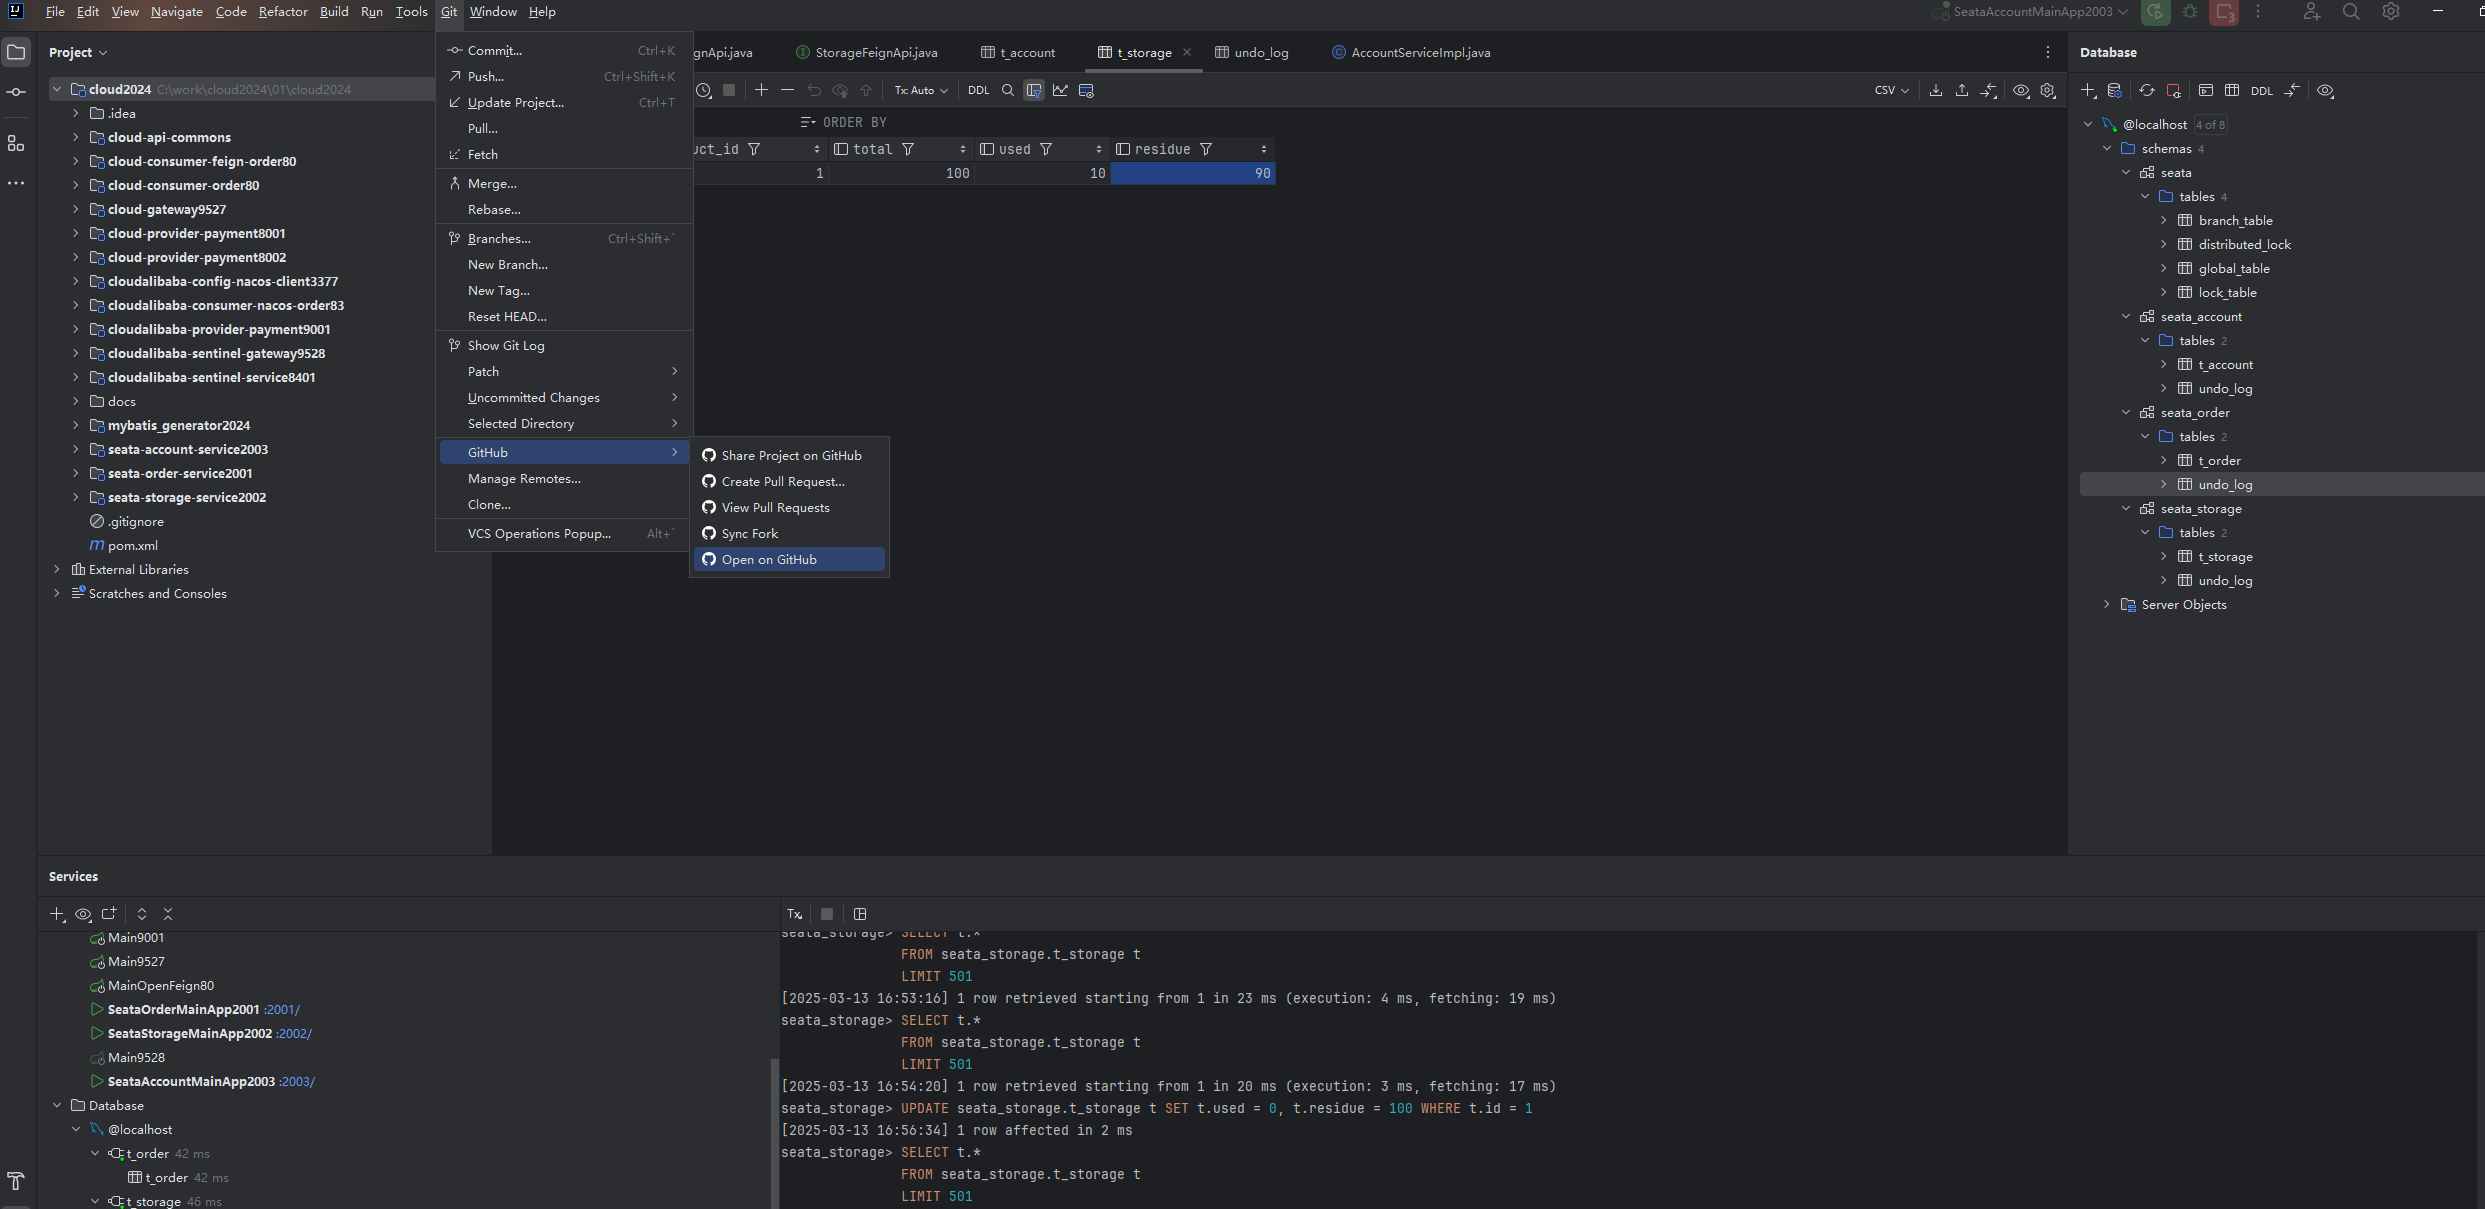 File Edit View Navigate Code Refactor Build Run Tools Git Window Help
SeataAccountMainApp2003
3
Project
cloud2024 C:\work\cloud2024\01\cloud2024
.idea
cloud-api-commons
cloud-consumer-feign-order80
cloud-consumer-order80
cloud-gateway9527
cloud-provider-payment8001
cloud-provider-payment8002
cloudalibaba-config-nacos-client3377
cloudalibaba-consumer-nacos-order83
cloudalibaba-provider-payment9001
cloudalibaba-sentinel-gateway9528
cloudalibaba-sentinel-service8401
docs
mybatis_generator2024
seata-account-service2003
seata-order-service2001
seata-storage-service2002
.gitignore
pom.xml
External Libraries
Scratches and Consoles
Commit... Ctrl+K
Push... Ctrl+Shift+K
Update Project... Ctrl+T
Pull...
Fetch
Merge...
Rebase...
Branches... Ctrl+Shift+`
New Branch...
New Tag...
Reset HEAD...
Show Git Log
Patch
Uncommitted Changes
Selected Directory
GitHub
Manage Remotes...
Clone...
VCS Operations Popup... Alt+`
Share Project on GitHub
Create Pull Request...
View Pull Requests
Sync Fork
Open on GitHub
gnApi.java StorageFeignApi.java t_account t_storage undo_log AccountServiceImpl.java
Tx: Auto DDL CSV
ORDER BY
uct_id total used residue
1 100 10 90
Database
DDL
@localhost 4 of 8
schemas 4
seata
tables 4
branch_table
distributed_lock
global_table
lock_table
seata_account
tables 2
t_account
undo_log
seata_order
tables 2
t_order
undo_log
seata_storage
tables 2
t_storage
undo_log
Server Objects
Services
Main9001
Main9527
MainOpenFeign80
SeataOrderMainApp2001 :2001/
SeataStorageMainApp2002 :2002/
Main9528
SeataAccountMainApp2003 :2003/
Database
@localhost
t_order 42 ms
t_order 42 ms
t_storage 46 ms
Tx
seata_storage> SELECT t.*
FROM seata_storage.t_storage t
LIMIT 501
[2025-03-13 16:53:16] 1 row retrieved starting from 1 in 23 ms (execution: 4 ms, fetching: 19 ms)
seata_storage> SELECT t.*
FROM seata_storage.t_storage t
LIMIT 501
[2025-03-13 16:54:20] 1 row retrieved starting from 1 in 20 ms (execution: 3 ms, fetching: 17 ms)
seata_storage> UPDATE seata_storage.t_storage t SET t.used = 0, t.residue = 100 WHERE t.id = 1
[2025-03-13 16:56:34] 1 row affected in 2 ms
seata_storage> SELECT t.*
FROM seata_storage.t_storage t
LIMIT 501